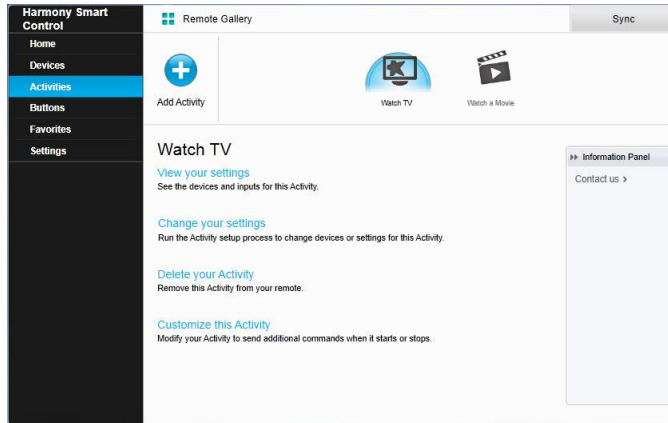 Harmony Smart
Control
Home
Devices
Activities
Buttons
Favorites
Settings
Remote Gallery
Sync
Add Activity
Watch TV
Watch a Movie
Watch TV
View your settings
See the devices and inputs for this Activity.
Change your settings
Run the Activity setup process to change devices or settings for this Activity.
Delete your Activity
Remove this Activity from your remote.
Customize this Activity
Modify your Activity to send additional commands when it starts or stops.
Information Panel
Contact us >